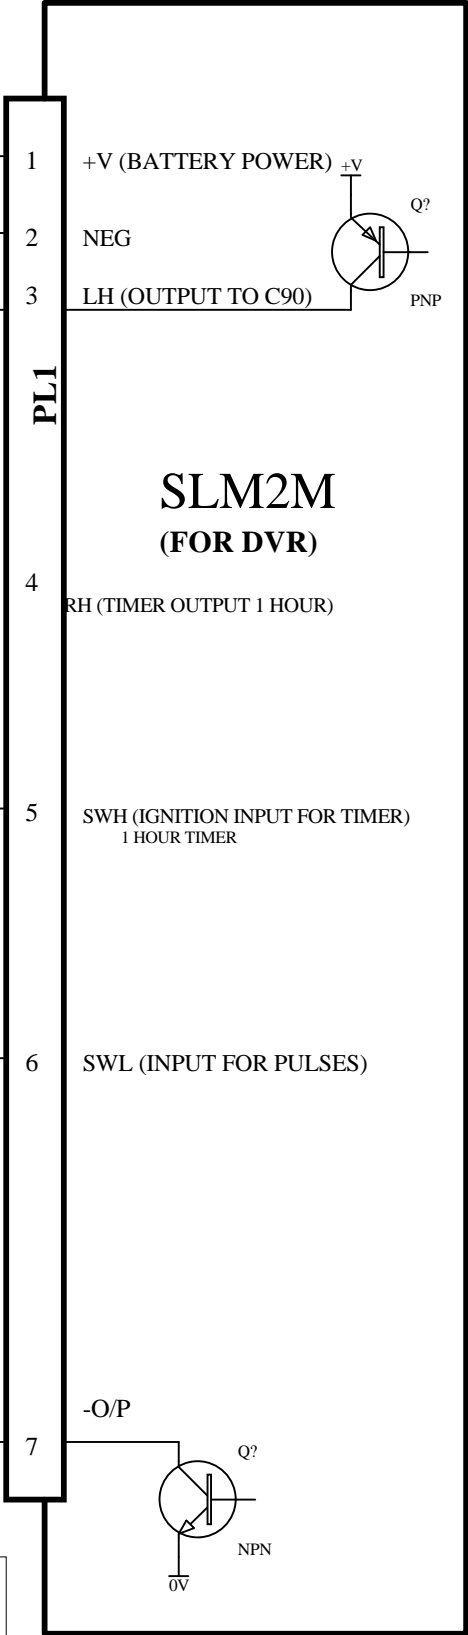 1 +V (BATTERY POWER) +V
Q?
2 NEG
3 LH (OUTPUT TO C90)
PNP
PL1
SLM2M
(FOR DVR)
4
RH (TIMER OUTPUT 1 HOUR)
5 SWH (IGNITION INPUT FOR TIMER)
1 HOUR TIMER
6 SWL (INPUT FOR PULSES)
-O/P
7
Q?
NPN
0V